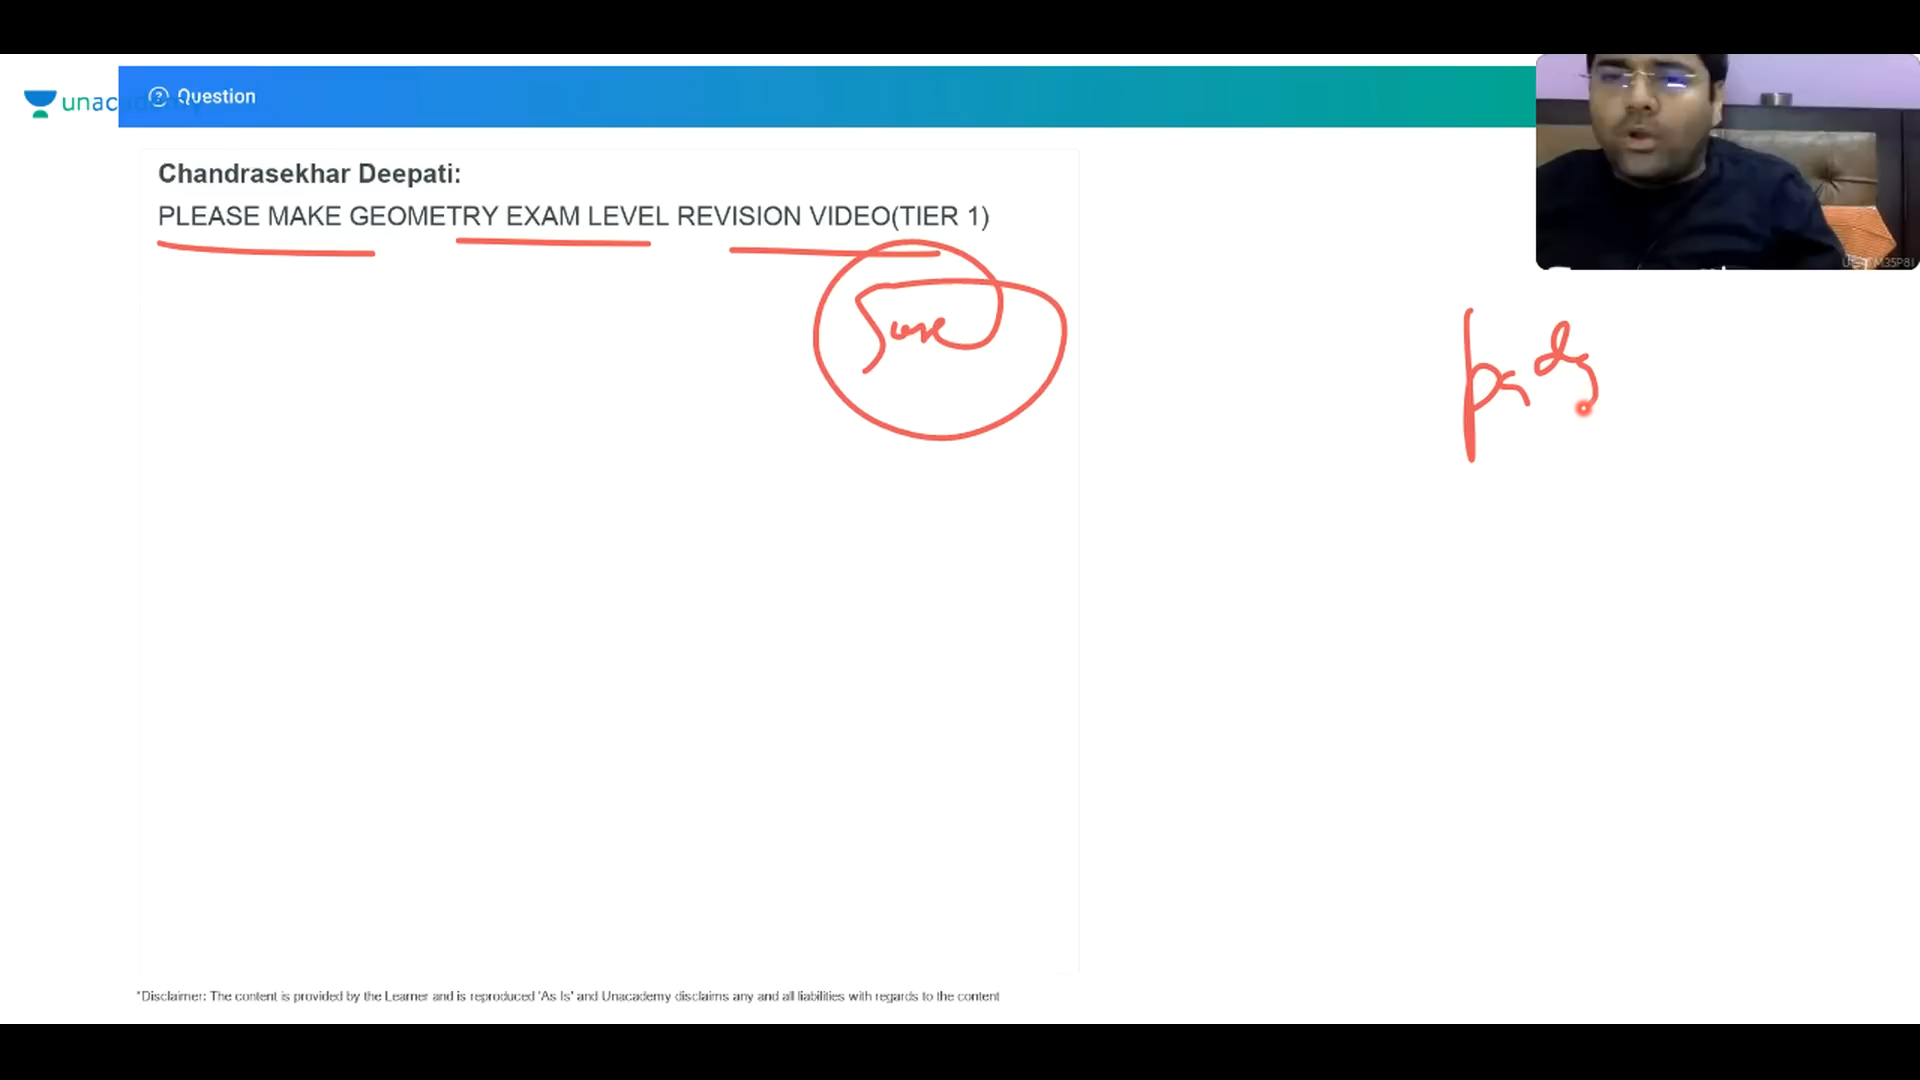 unacademy
Question
Chandrasekhar Deepati:
PLEASE MAKE GEOMETRY EXAM LEVEL REVISION VIDEO(TIER 1)
Sure
*Disclaimer: The content is provided by the Learner and is reproduced 'As Is' and Unacademy disclaims any and all liabilities with regards to the content